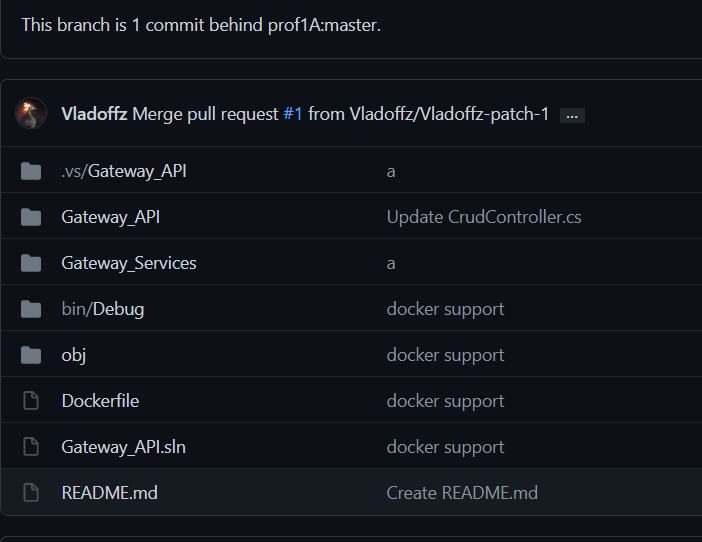 This branch is 1 commit behind prof1A:master.
Vladoffz Merge pull request #1 from Vladoffz/Vladoffz-patch-1 ...
.vs/Gateway_API a
Gateway_API Update CrudController.cs
Gateway_Services a
bin/Debug docker support
obj docker support
Dockerfile docker support
Gateway_API.sln docker support
README.md Create README.md